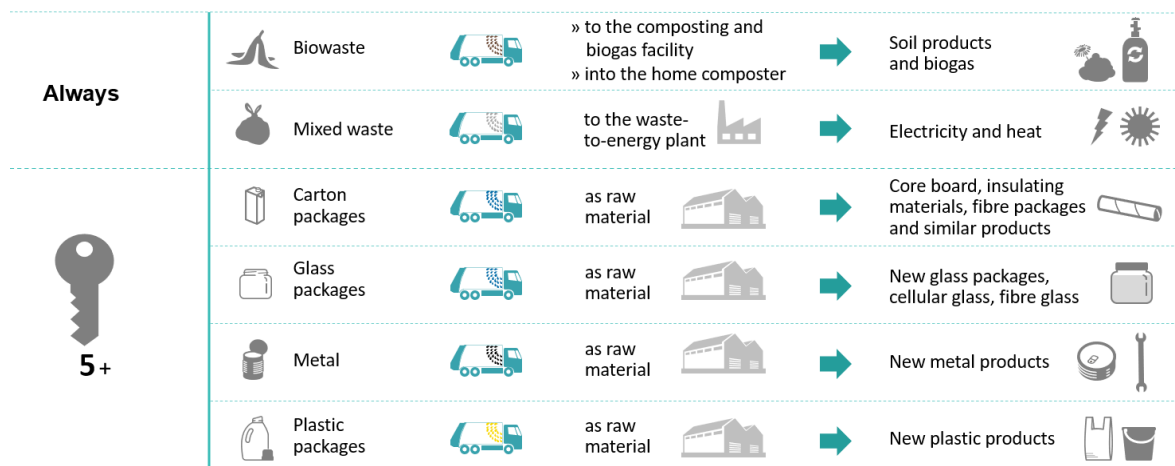 Always
Biowaste
» to the composting and
biogas facility
» into the home composter
Soil products
and biogas
Mixed waste
to the waste-
to-energy plant
Electricity and heat
5+
Carton
packages
as raw
material
Core board, insulating
materials, fibre packages
and similar products
Glass
packages
as raw
material
New glass packages,
cellular glass, fibre glass
Metal
as raw
material
New metal products
Plastic
packages
as raw
material
New plastic products